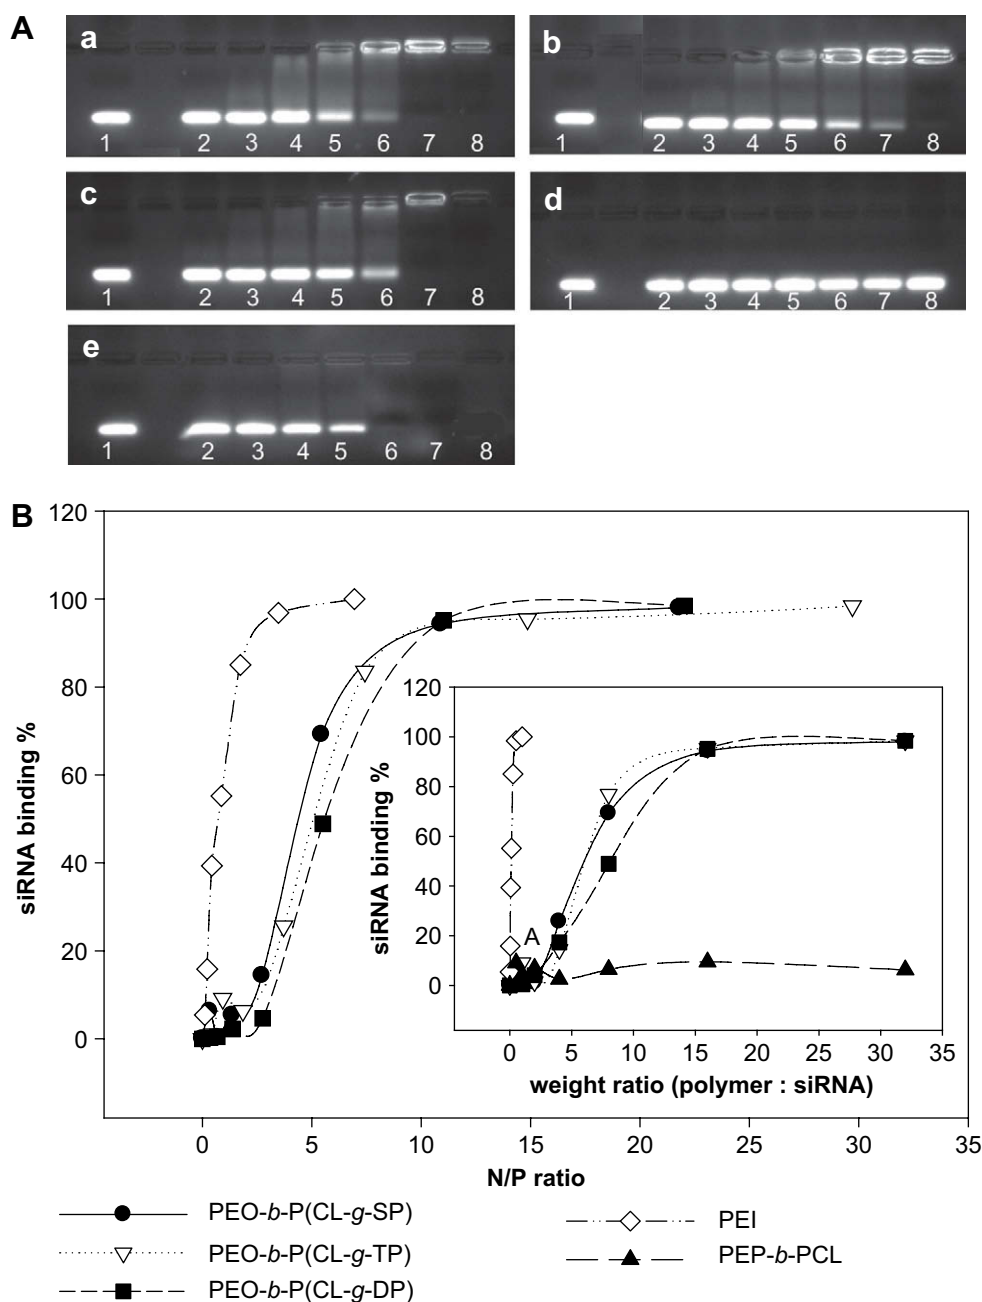 A
a
1 2 3 4 5 6 7 8
b
1 2 3 4 5 6 7 8
c
1 2 3 4 5 6 7 8
d
1 2 3 4 5 6 7 8
e
1 2 3 4 5 6 7 8
B
120
100
80
60
40
20
0
siRNA binding %
0 5 10 15 20 25 30 35
N/P ratio
120
100
80
60
40
20
0
siRNA binding %
A
0 5 10 15 20 25 30 35
weight ratio (polymer : siRNA)
PEO-b-P(CL-g-SP)
PEO-b-P(CL-g-TP)
PEO-b-P(CL-g-DP)
PEI
PEP-b-PCL